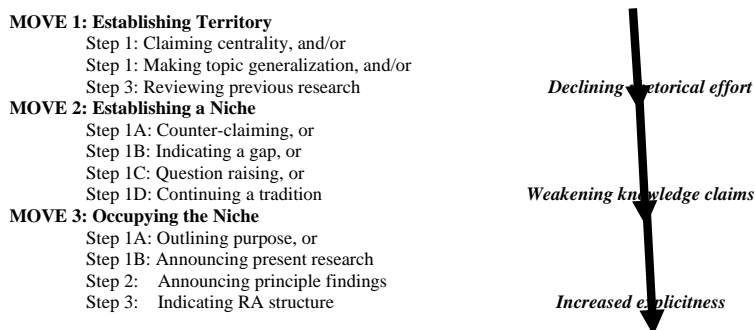 MOVE 1: Establishing Territory
Step 1: Claiming centrality, and/or
Step 1: Making topic generalization, and/or
Step 3: Reviewing previous research
Declining rhetorical effort
MOVE 2: Establishing a Niche
Step 1A: Counter-claiming, or
Step 1B: Indicating a gap, or
Step 1C: Question raising, or
Step 1D: Continuing a tradition
Weakening knowledge claims
MOVE 3: Occupying the Niche
Step 1A: Outlining purpose, or
Step 1B: Announcing present research
Step 2: Announcing principle findings
Step 3: Indicating RA structure
Increased explicitness